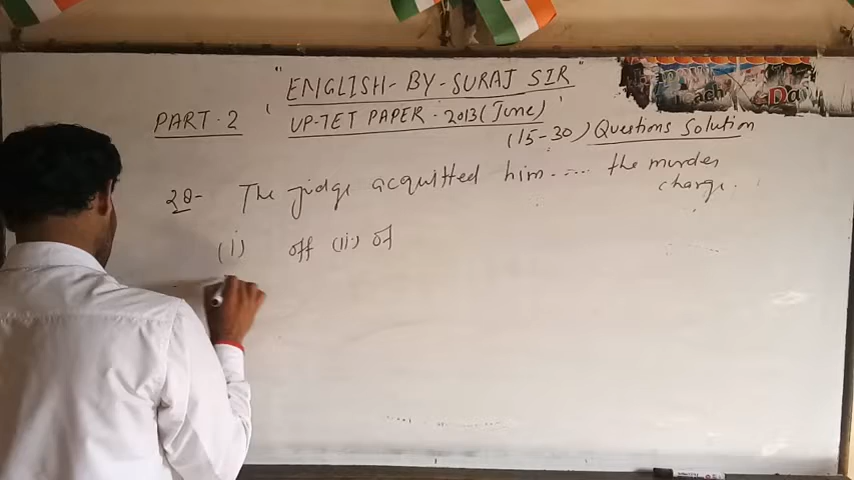 "ENGLISH-BY-SURAJ SIR"
PART-2 ' UP-TET PAPER-2013(June) '
(15-30) Questions Solution
28- The judge acquitted him..... the murder
charge.
(i) off (ii) of